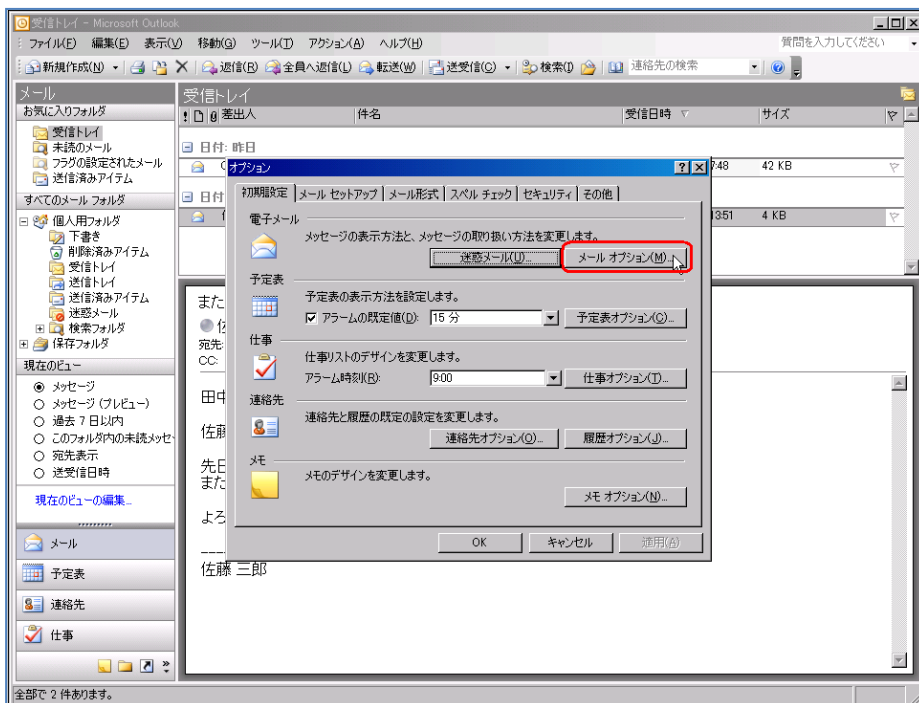 受信トレイ - Microsoft Outlook
ファイル(F) 編集(E) 表示(V) 移動(G) ツール(T) アクション(A) ヘルプ(H) 質問を入力してください
新規作成(N) 返信(R) 全員へ返信(L) 転送(W) 送受信(C) 検索(I) 連絡先の検索
メール
お気に入りフォルダ
受信トレイ
未読のメール
フラグの設定されたメール
送信済みアイテム
すべてのメール フォルダ
個人用フォルダ
下書き
削除済みアイテム
受信トレイ
送信トレイ
送信済みアイテム
迷惑メール
検索フォルダ
保存フォルダ
現在のビュー
メッセージ
メッセージ (プレビュー)
過去 7 日以内
このフォルダ内の未読メッセ
宛先表示
送受信日時
現在のビューの編集...
メール
予定表
連絡先
仕事
受信トレイ
差出人 件名 受信日時 サイズ
日付: 昨日
7:48 42 KB
日付
13:51 4 KB
また
宛先:
CC:
田中
佐藤
先日
また
よろ
佐藤 三郎
オプション
初期設定 メール セットアップ メール形式 スペル チェック セキュリティ その他
電子メール
メッセージの表示方法と、メッセージの取り扱い方法を変更します。
迷惑メール(U)... メール オプション(M)...
予定表
予定表の表示方法を設定します。
アラームの既定値(D): 15 分 予定表オプション(C)...
仕事
仕事リストのデザインを変更します。
アラーム時刻(R): 9:00 仕事オプション(T)...
連絡先
連絡先と履歴の既定の設定を変更します。
連絡先オプション(O)... 履歴オプション(J)...
メモ
メモのデザインを変更します。
メモ オプション(N)...
OK キャンセル 適用(A)
全部で 2 件あります。